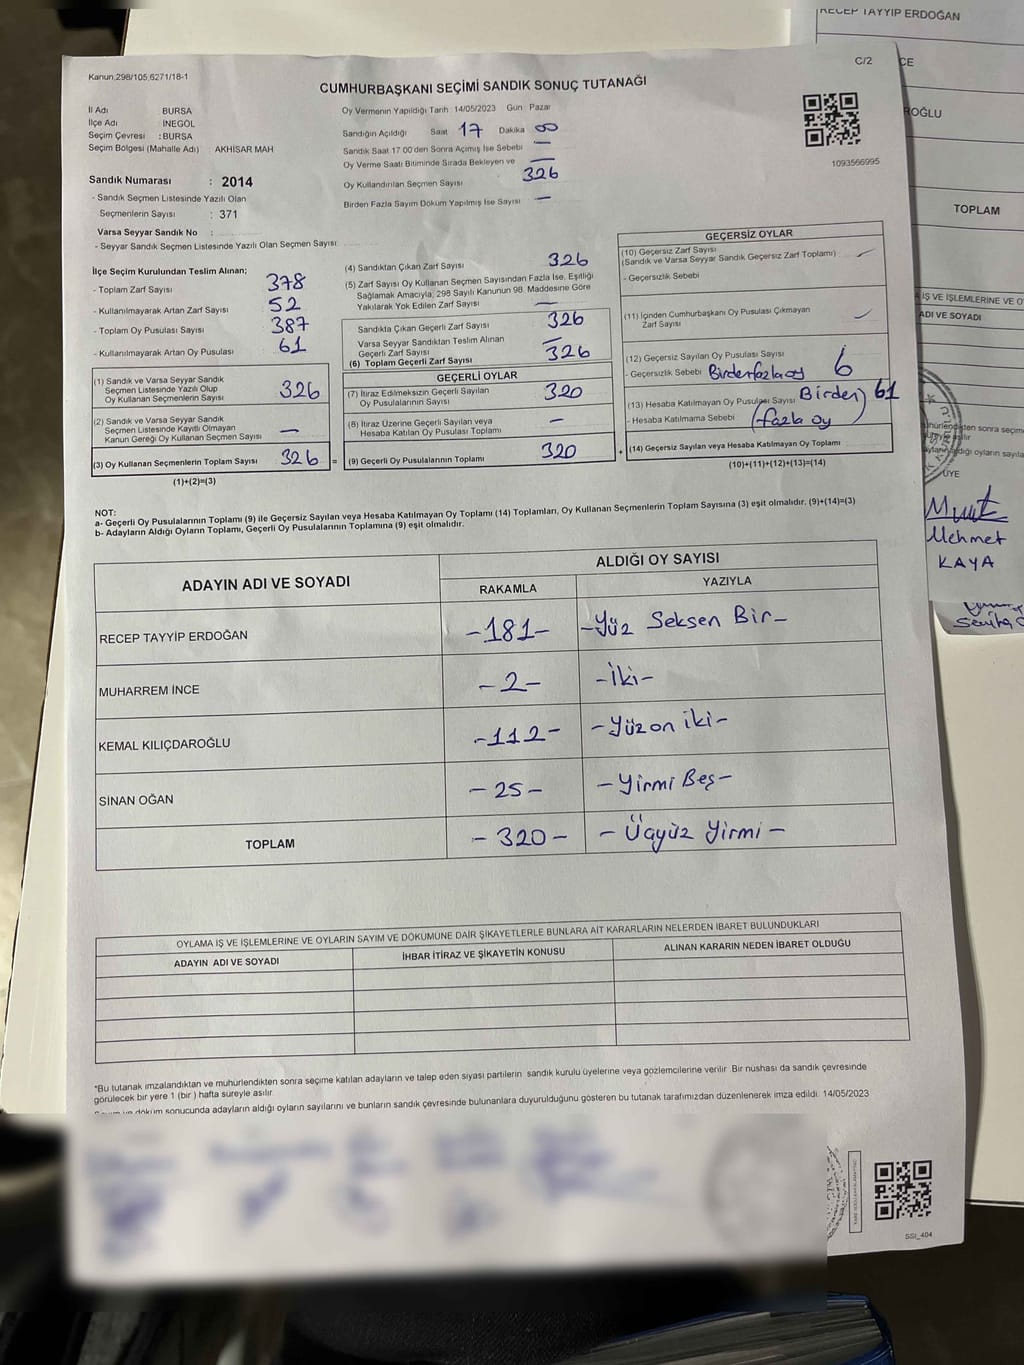 RECEP TAYYİP ERDOĞAN
Kanun.298/105,6271/18-1
C/2
CUMHURBAŞKANI SEÇİMİ SANDIK SONUÇ TUTANAĞI
İl Adı BURSA
İlçe Adı : İNEGÖL
Seçim Çevresi : BURSA
Seçim Bölgesi (Mahalle Adı) AKHİSAR MAH
Sandık Numarası : 2014
- Sandık Seçmen Listesinde Yazılı Olan
Seçmenlerin Sayısı : 371
Varsa Seyyar Sandık No :
- Seyyar Sandık Seçmen Listesinde Yazılı Olan Seçmen Sayısı
Oy Vermenin Yapıldığı Tarih 14/05/2023 Gün Pazar
Sandığın Açıldığı Saat 17 Dakika 00
Sandık Saat 17 00'den Sonra Açımış İse Sebebi —
Oy Verme Saati Bitiminde Sırada Bekleyen ve —
Oy Kullandırılan Seçmen Sayısı 326
Birden Fazla Sayım Döküm Yapılmış İse Sayısı —
1093566995
İlçe Seçim Kurulundan Teslim Alınan;
- Toplam Zarf Sayısı 378
- Kullanılmayarak Artan Zarf Sayısı 52
- Toplam Oy Pusulası Sayısı 387
- Kullanılmayarak Artan Oy Pusulası 61
(1) Sandık ve Varsa Seyyar Sandık
Seçmen Listesinde Yazılı Olup
Oy Kullanan Seçmenlerin Sayısı 326
(2) Sandık ve Varsa Seyyar Sandık
Seçmen Listesinde Kayıtlı Olmayan
Kanun Gereği Oy Kullanan Seçmen Sayısı —
(3) Oy Kullanan Seçmenlerin Toplam Sayısı 326 =
(1)+(2)=(3)
(4) Sandıktan Çıkan Zarf Sayısı 326
(5) Zarf Sayısı Oy Kullanan Seçmen Sayısından Fazla İse, Eşitliği
Sağlamak Amacıyla, 298 Sayılı Kanunun 98. Maddesine Göre
Yakılarak Yok Edilen Zarf Sayısı —
Sandıkta Çıkan Geçerli Zarf Sayısı 326
Varsa Seyyar Sandıktan Teslim Alınan
Geçerli Zarf Sayısı —
(6) Toplam Geçerli Zarf Sayısı 326
GEÇERLİ OYLAR
(7) İtiraz Edilmeksizin Geçerli Sayılan
Oy Pusulalarının Sayısı 320
(8) İtiraz Üzerine Geçerli Sayılan veya
Hesaba Katılan Oy Pusulası Toplamı —
(9) Geçerli Oy Pusulalarının Toplamı 320 +
GEÇERSİZ OYLAR
(10) Geçersiz Zarf Sayısı
(Sandık ve Varsa Seyyar Sandık Geçersiz Zarf Toplamı) —
- Geçersizlik Sebebi
(11) İçinden Cumhurbaşkanı Oy Pusulası Çıkmayan
Zarf Sayısı —
(12) Geçersiz Sayılan Oy Pusulası Sayısı 6
- Geçersizlik Sebebi Birden fazla oy
(13) Hesaba Katılmayan Oy Pusulası Sayısı Birden 61
- Hesaba Katılmama Sebebi fazla oy
(14) Geçersiz Sayılan veya Hesaba Katılmayan Oy Toplamı
(10)+(11)+(12)+(13)=(14)
NOT:
a- Geçerli Oy Pusulalarının Toplamı (9) ile Geçersiz Sayılan veya Hesaba Katılmayan Oy Toplamı (14) Toplamları, Oy Kullanan Seçmenlerin Toplam Sayısına (3) eşit olmalıdır. (9)+(14)=(3)
b- Adayların Aldığı Oyların Toplamı, Geçerli Oy Pusulalarının Toplamına (9) eşit olmalıdır.
ADAYIN ADI VE SOYADI ALDIĞI OY SAYISI
RAKAMLA YAZIYLA
RECEP TAYYİP ERDOĞAN -181- -Yüz Seksen Bir-
MUHARREM İNCE -2- -İki-
KEMAL KILIÇDAROĞLU -112- -Yüz on iki-
SİNAN OĞAN -25- -Yirmi Beş-
TOPLAM -320- -Üçyüz Yirmi-
OYLAMA İŞ VE İŞLEMLERİNE VE OYLARIN SAYIM VE DÖKÜMÜNE DAİR ŞİKAYETLERLE BUNLARA AİT KARARLARIN NELERDEN İBARET BULUNDUKLARI
ADAYIN ADI VE SOYADI İHBAR İTİRAZ VE ŞİKAYETİN KONUSU ALINAN KARARIN NEDEN İBARET OLDUĞU
*Bu tutanak imzalandıktan ve mühürlendikten sonra seçime katılan adayların ve talep eden siyasi partilerin sandık kurulu üyelerine veya gözlemcilerine verilir Bir nüshası da sandık çevresinde
görülecek bir yere 1 (bir) hafta süreyle asılır
döküm sonucunda adayların aldığı oyların sayılarını ve bunların sandık çevresinde bulunanlara duyurulduğunu gösteren bu tutanak tarafımızdan düzenlenerek imza edildi. 14/05/2023
SSI_404
CE
ROĞLU
TOPLAM
İŞ VE İŞLEMLERİNE VE O
ADI VE SOYADI
ÜYE
Mehmet
KAYA